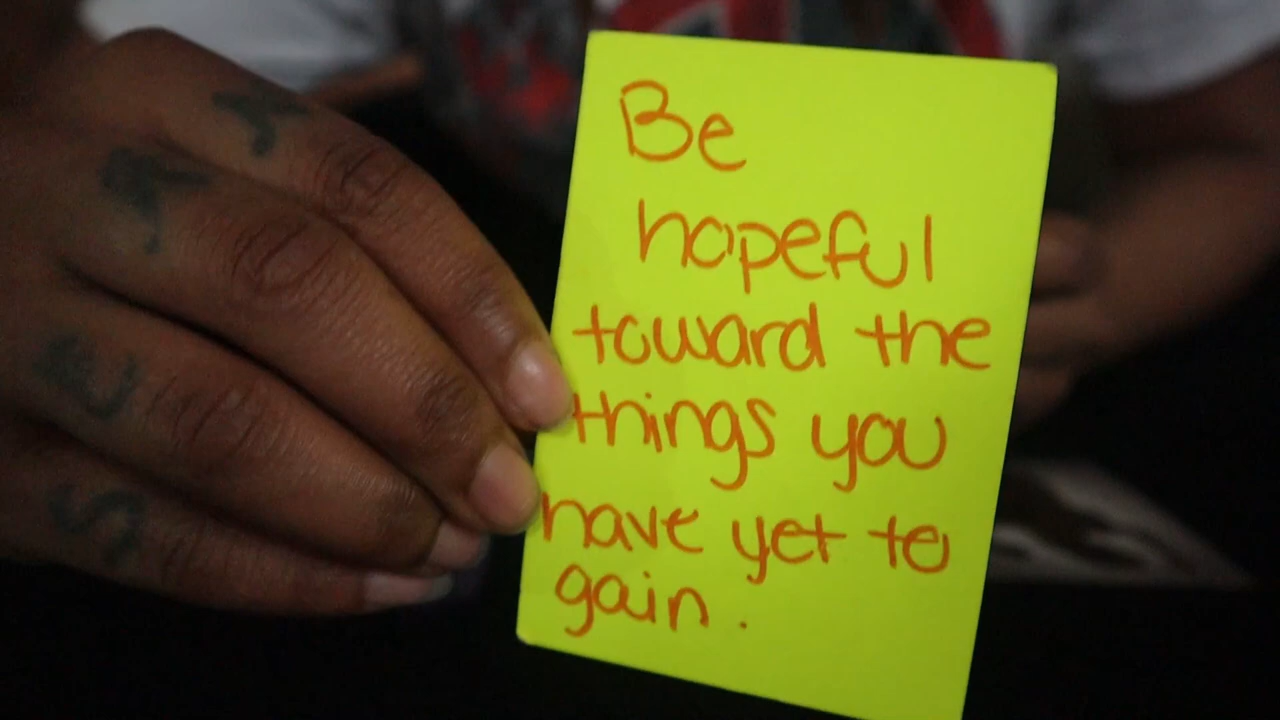 Be
hopeful
toward the
things you
have yet to
gain.